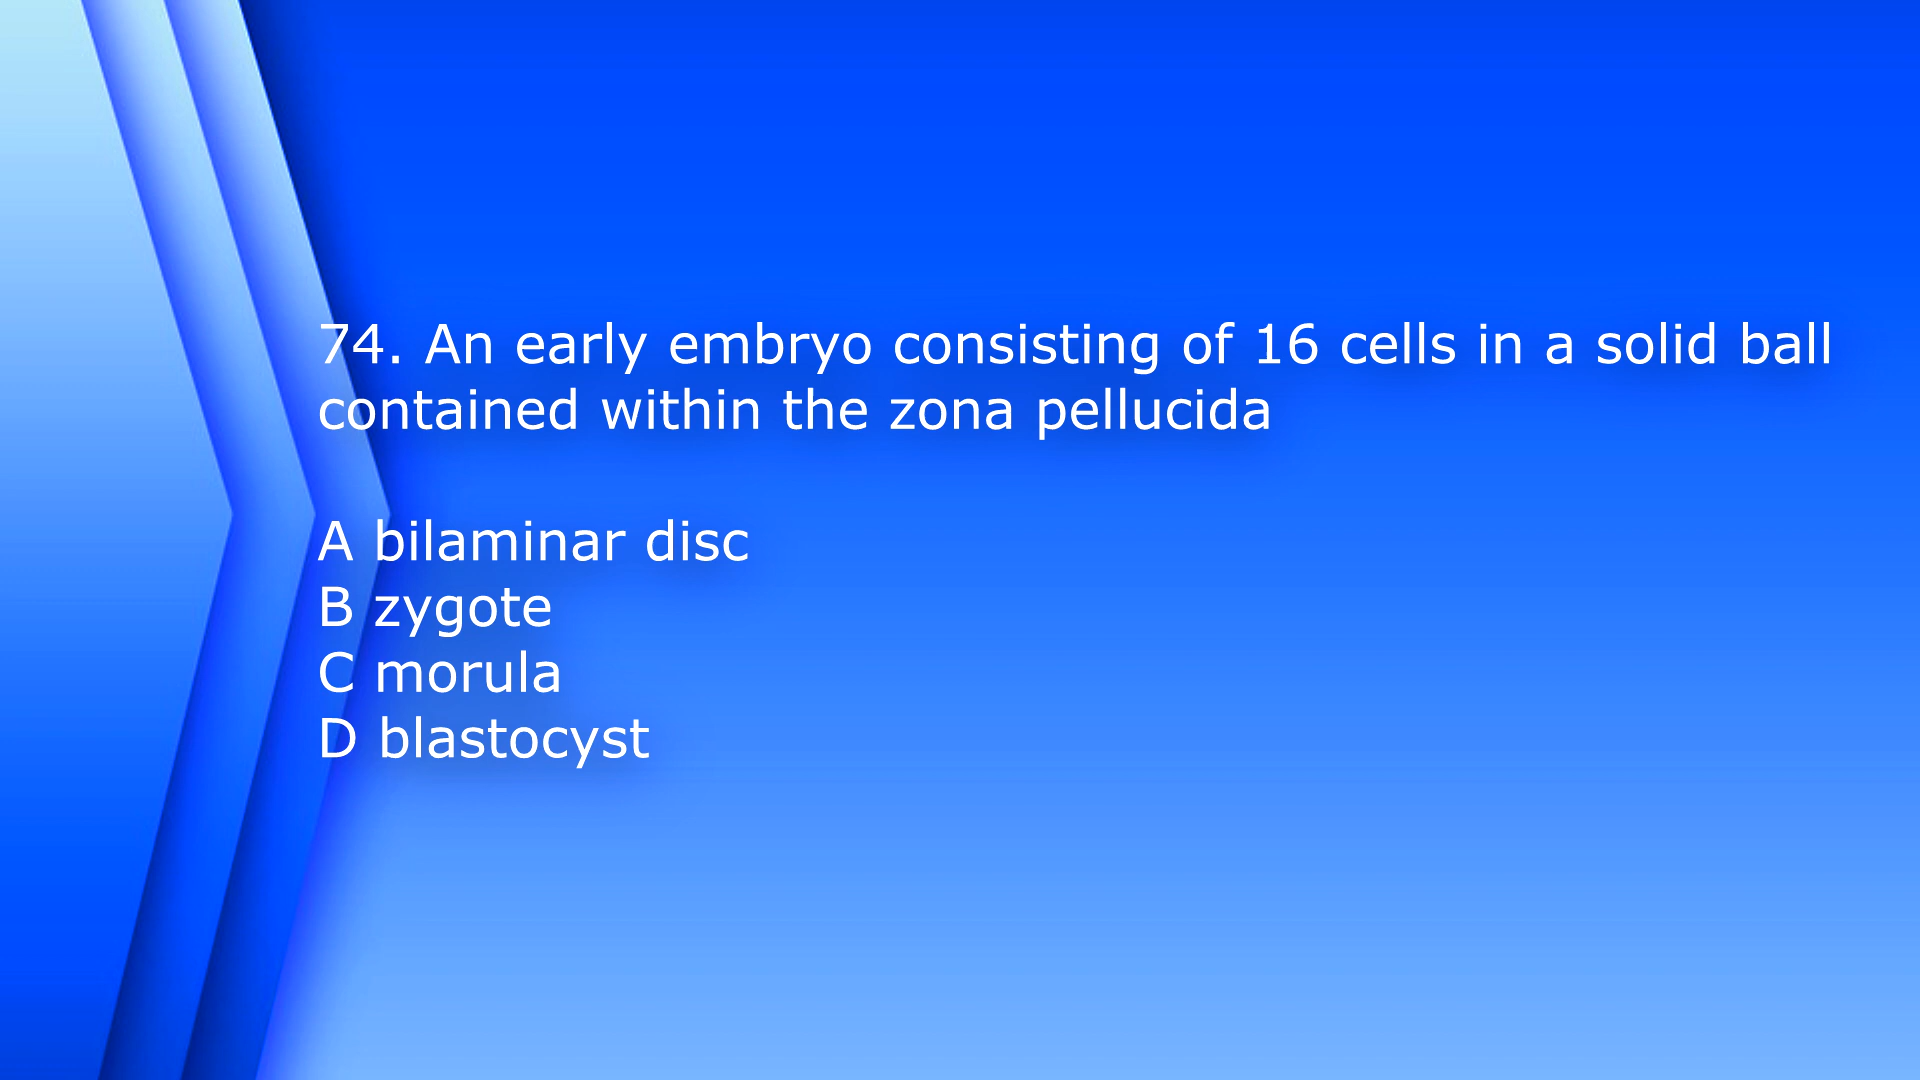 74. An early embryo consisting of 16 cells in a solid ball
contained within the zona pellucida
A bilaminar disc
B zygote
C morula
D blastocyst